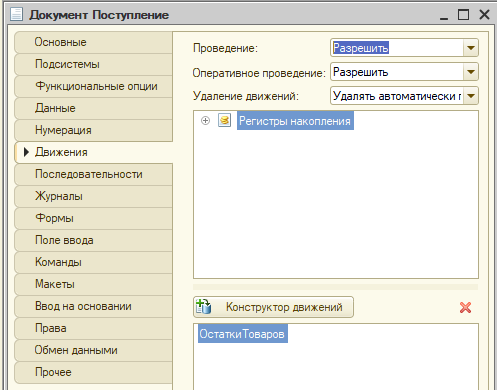 Документ Поступление
Основные
Подсистемы
Функциональные опции
Данные
Нумерация
Движения
Последовательности
Журналы
Формы
Поле ввода
Команды
Макеты
Ввод на основании
Права
Обмен данными
Прочее
Проведение: Разрешить
Оперативное проведение: Разрешить
Удаление движений: Удалять автоматически г
Регистры накопления
Конструктор движений
ОстаткиТоваров